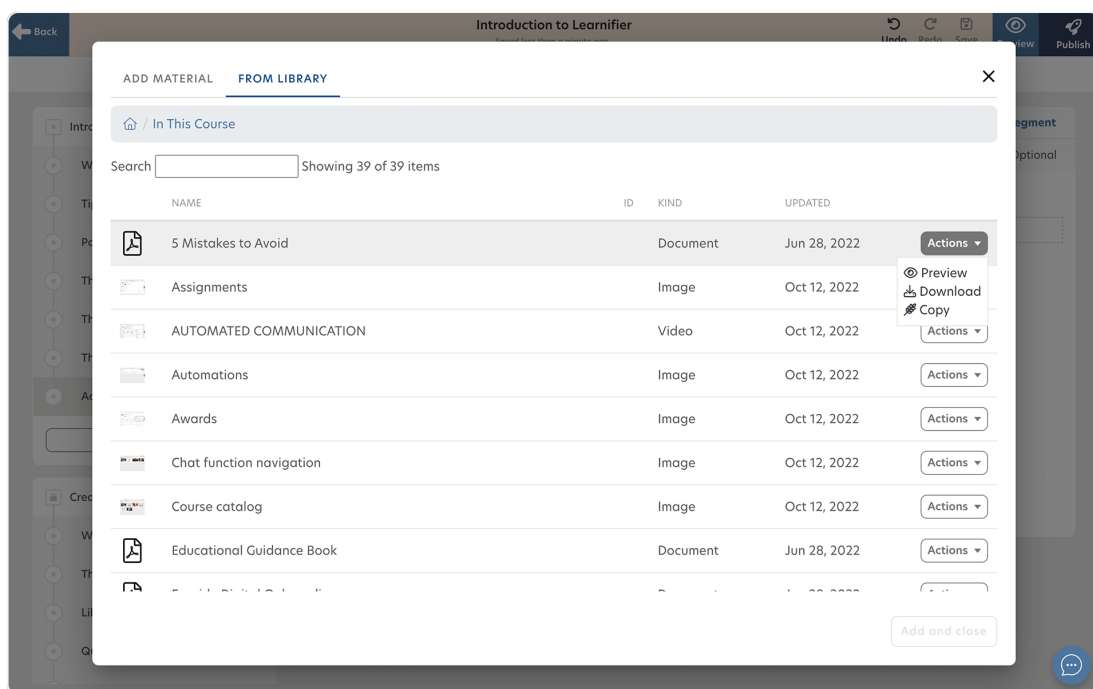 Back
Introduction to Learnifier
Undo Redo Save
Publish
ADD MATERIAL FROM LIBRARY
/ In This Course
Search Showing 39 of 39 items
NAME ID KIND UPDATED
5 Mistakes to Avoid Document Jun 28, 2022 Actions
Preview
Download
Copy
Assignments Image Oct 12, 2022
AUTOMATED COMMUNICATION Video Oct 12, 2022 Actions
Automations Image Oct 12, 2022 Actions
Awards Image Oct 12, 2022 Actions
Chat function navigation Image Oct 12, 2022 Actions
Course catalog Image Oct 12, 2022 Actions
Educational Guidance Book Document Jun 28, 2022 Actions
Add and close
Optional